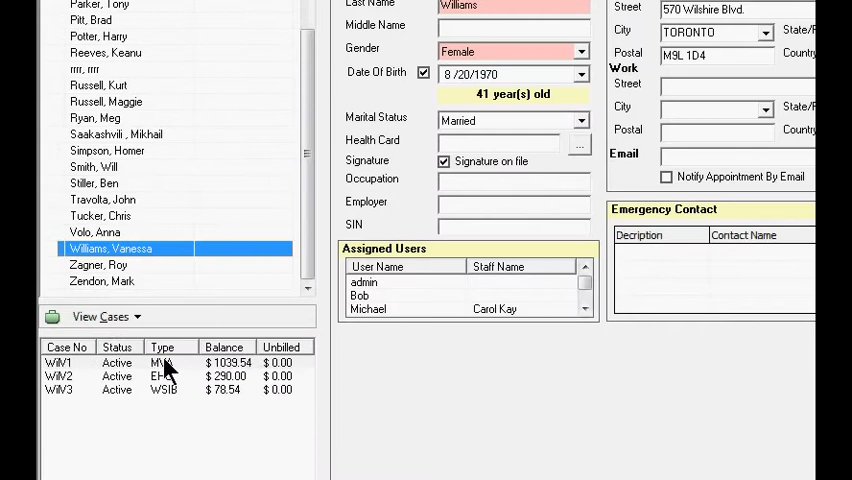 Parker, Tony
Pitt, Brad
Potter, Harry
Reeves, Keanu
rrrr, rrrr
Russell, Kurt
Russell, Maggie
Ryan, Meg
Saakashvili , Mikhail
Simpson, Homer
Smith, Will
Stiller, Ben
Travolta, John
Tucker, Chris
Volo, Anna
Williams, Vanessa
Zagner, Roy
Zendon, Mark
View Cases
Case No Status Type Balance Unbilled
WilV1 Active MVA $ 1039.54 $ 0.00
WilV2 Active $ 290.00 $ 0.00
WilV3 Active WSIB $ 78.54 $ 0.00
Last Name Williams
Middle Name
Gender Female
Date Of Birth 8 /20/1970
41 year(s) old
Marital Status Married
Health Card ...
Signature Signature on file
Occupation
Employer
SIN
Assigned Users
User Name Staff Name
admin
Bob
Michael Carol Kay
Street 570 Wilshire Blvd.
City TORONTO State/F
Postal M9L 1D4 Country
Work
Street
City State/F
Postal Country
Email
Notify Appointment By Email
Emergency Contact
Decription Contact Name